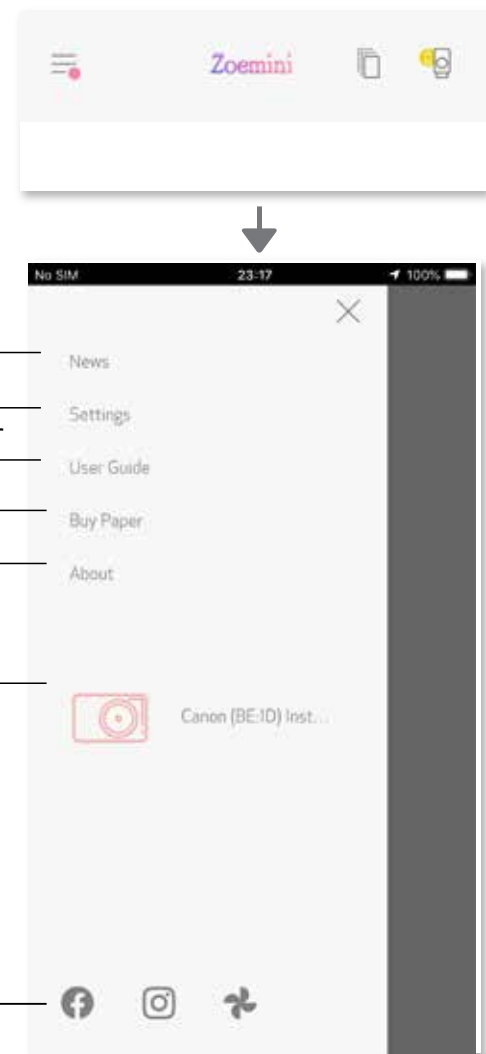 Zoemini
No SIM 23:17 100%
News
Settings
User Guide
Buy Paper
About
Canon (BE:1D) Inst...